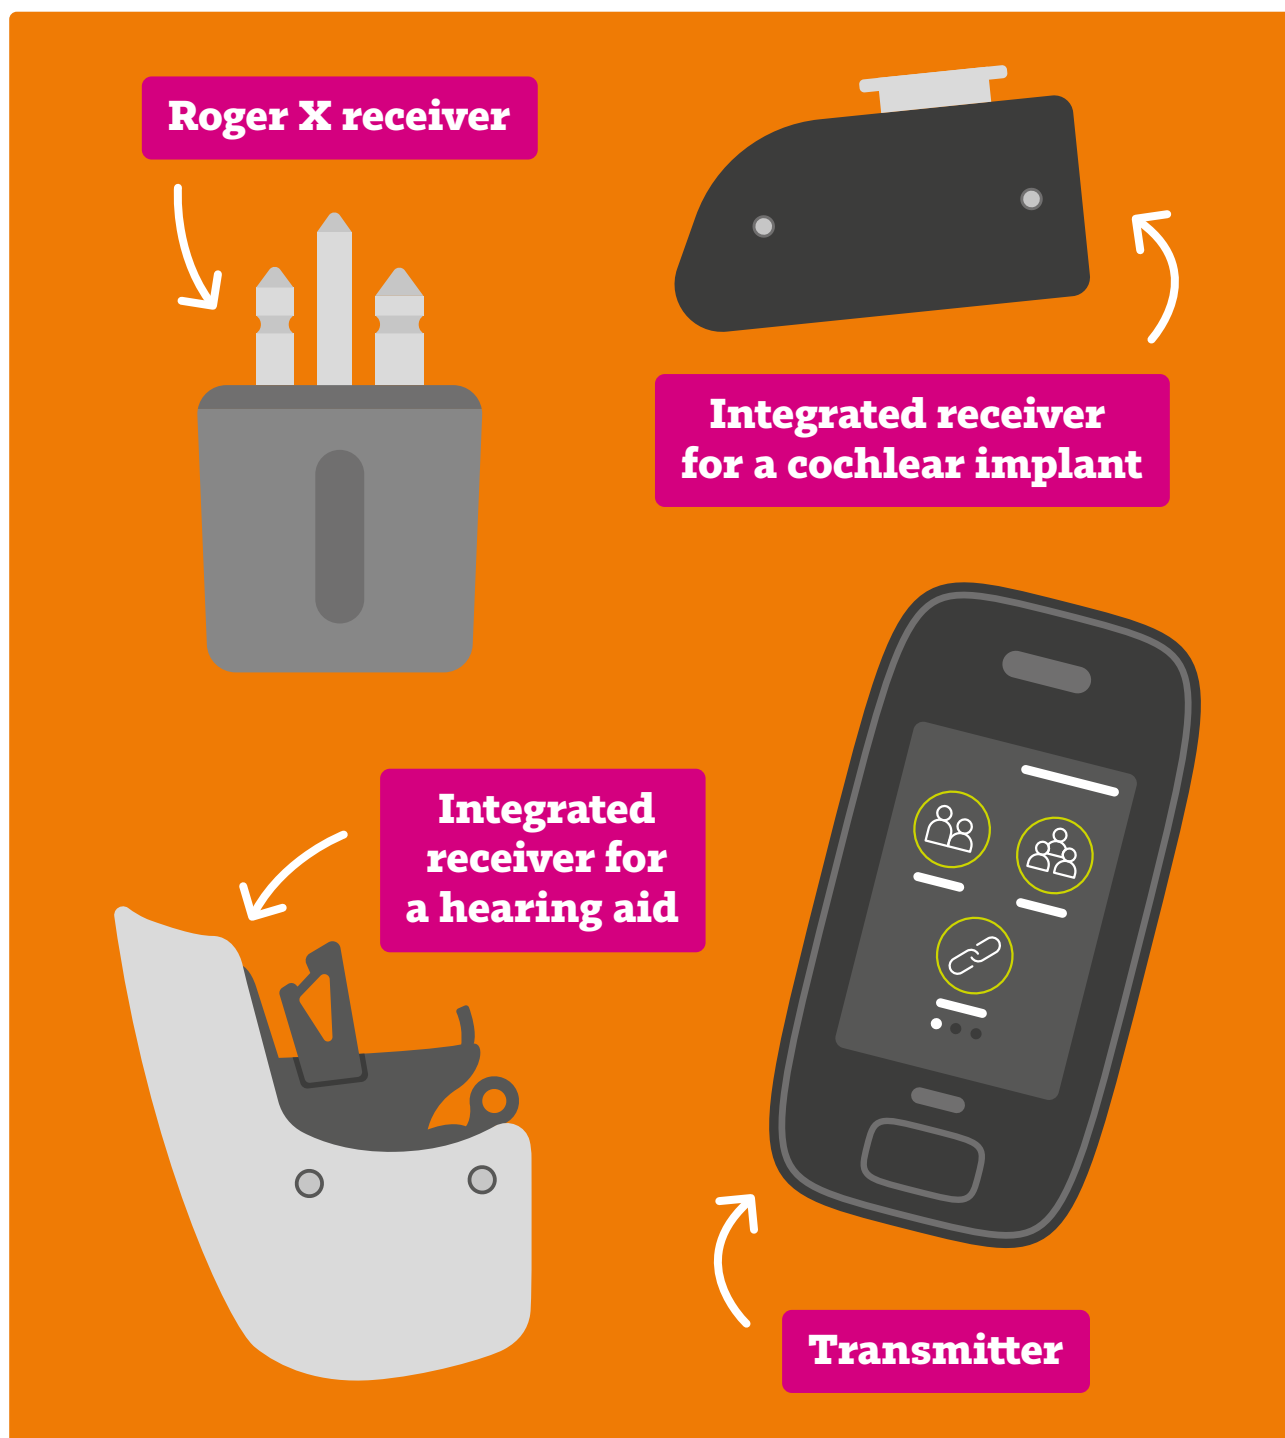 Roger X receiver
Integrated receiver
for a cochlear implant
Integrated
receiver for
a hearing aid
Transmitter